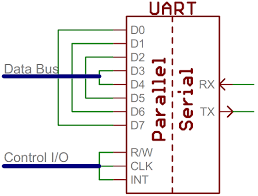 UART
Data Bus
D0
D1
D2
D3
D4
D5
D6
D7
Parallel
Serial
RX
TX
Control I/O
R/W
CLK
INT